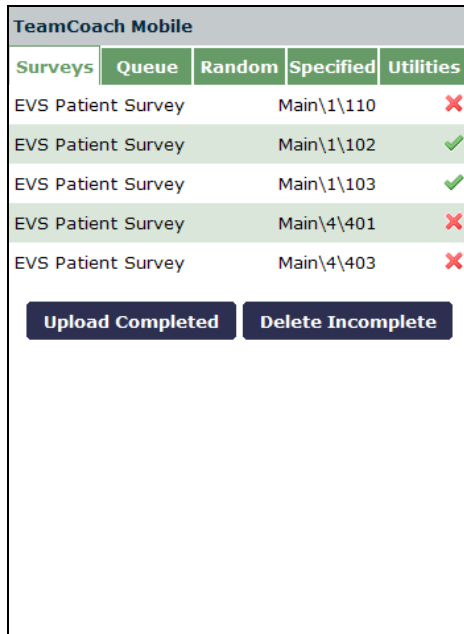 TeamCoach Mobile
Surveys Queue Random Specified Utilities
EVS Patient Survey Main\1\110
EVS Patient Survey Main\1\102
EVS Patient Survey Main\1\103
EVS Patient Survey Main\4\401
EVS Patient Survey Main\4\403
Upload Completed Delete Incomplete